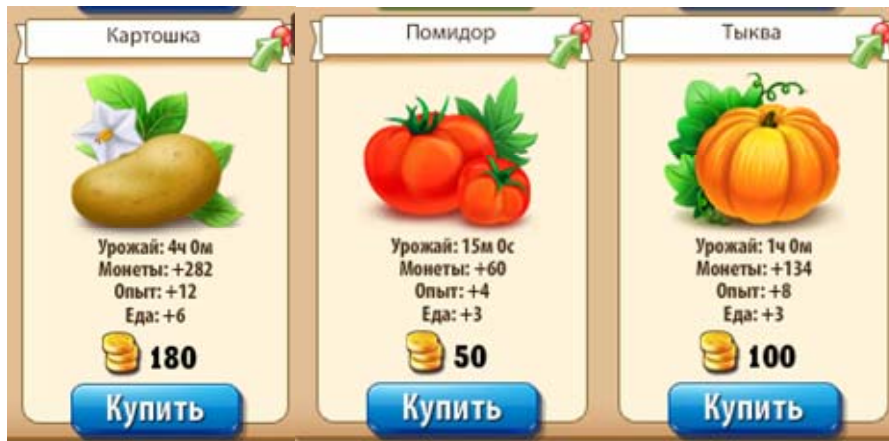 Картошка
Урожай: 4ч 0м
Монеты: +282
Опыт: +12
Еда: +6
180
Купить
Помидор
Урожай: 15м 0с
Монеты: +60
Опыт: +4
Еда: +3
50
Купить
Тыква
Урожай: 1ч 0м
Монеты: +134
Опыт: +8
Еда: +3
100
Купить